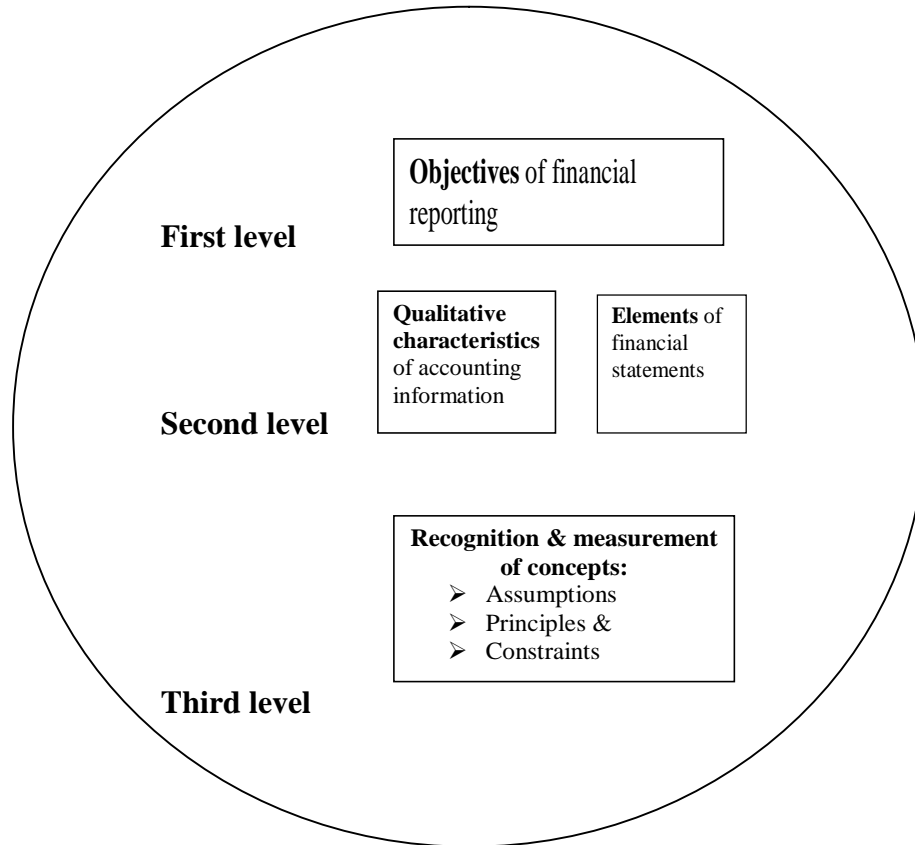 Objectives of financial
reporting
First level
Qualitative
characteristics
of accounting
information
Elements of
financial
statements
Second level
Recognition & measurement
of concepts:
➢ Assumptions
➢ Principles &
➢ Constraints
Third level